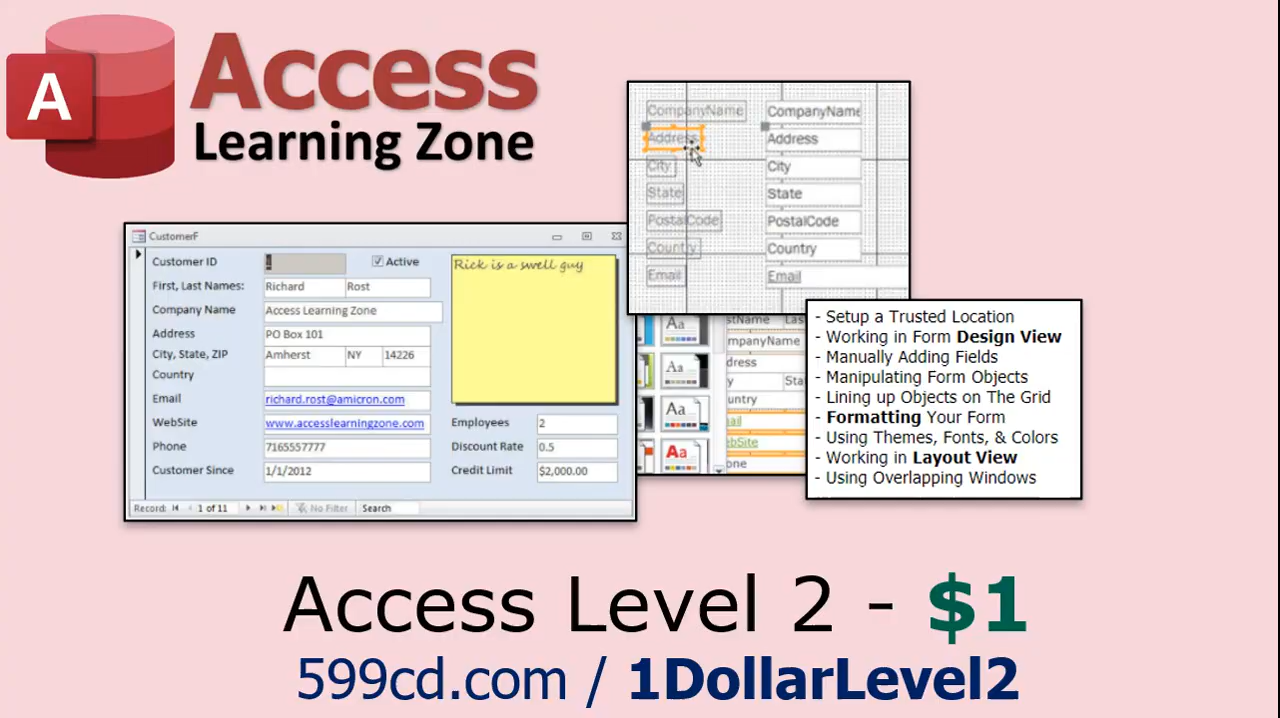 A
Access
Learning Zone
CustomerF
Customer ID
Active
First, Last Names: Richard Rost
Company Name Access Learning Zone
Address PO Box 101
City, State, ZIP Amherst NY 14226
Country
Email richard.rost@amicron.com
WebSite www.accesslearningzone.com
Phone 7165557777
Customer Since 1/1/2012
Rick is a swell guy
Employees 2
Discount Rate 0.5
Credit Limit $2,000.00
Record: 1 of 11 No Filter Search
CompanyName CompanyName
Address Address
City City
State State
PostalCode PostalCode
Country Country
Email Email
Aa
Aa
Aa
Aa
- Setup a Trusted Location
- Working in Form Design View
- Manually Adding Fields
- Manipulating Form Objects
- Lining up Objects on The Grid
- Formatting Your Form
- Using Themes, Fonts, & Colors
- Working in Layout View
- Using Overlapping Windows
Access Level 2 - $1
599cd.com / 1DollarLevel2